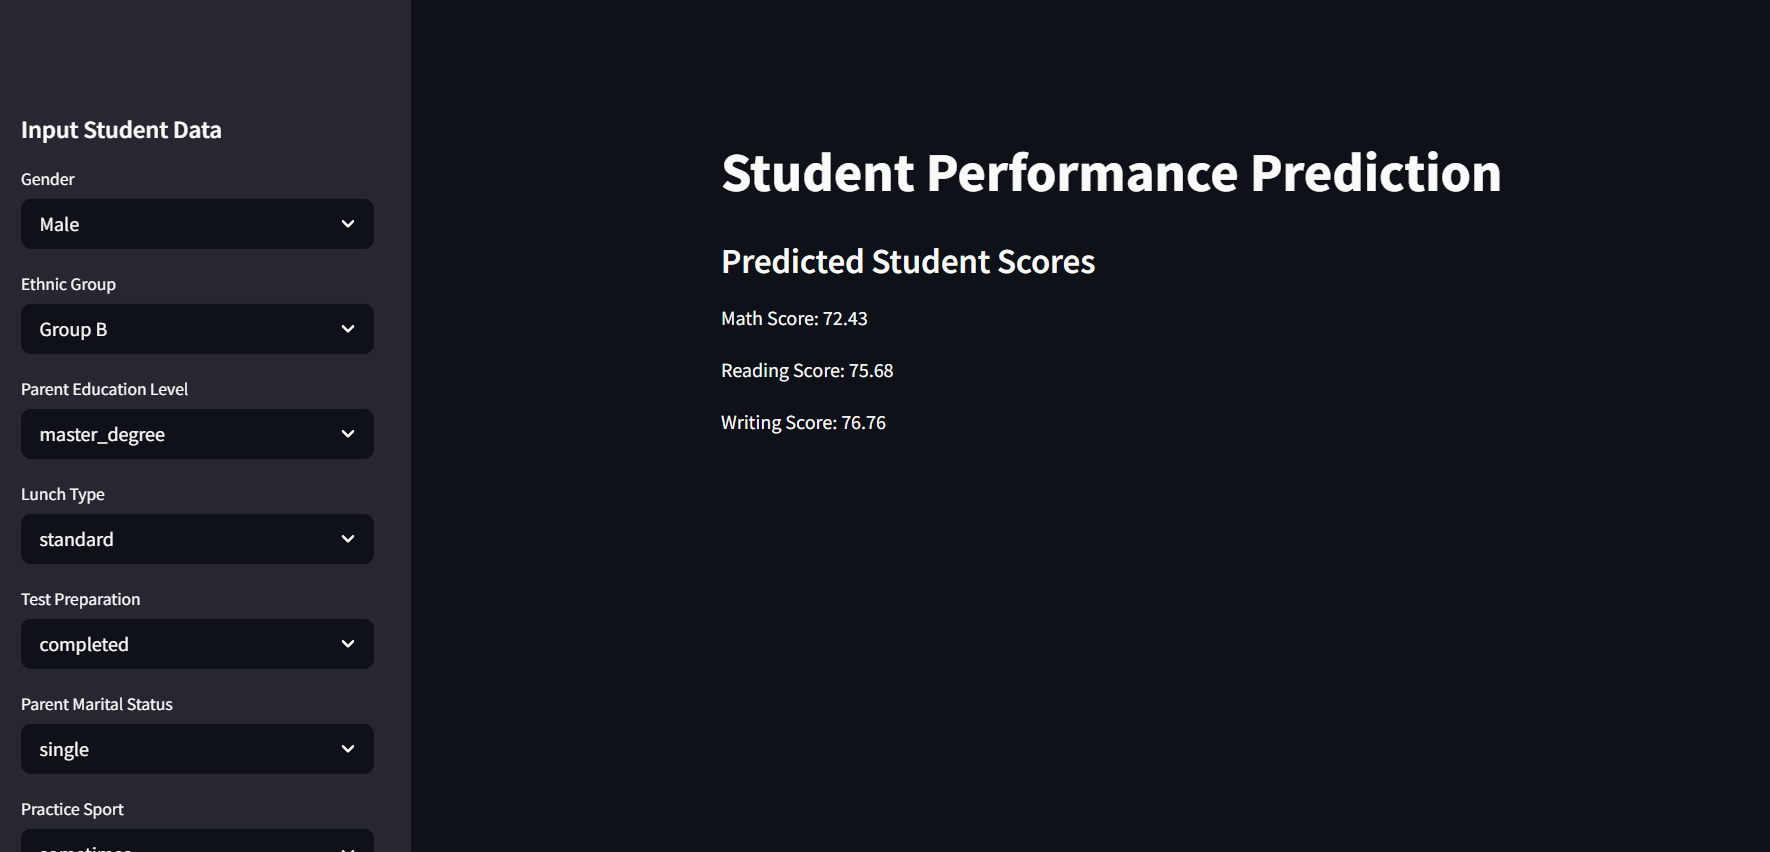 Input Student Data
Gender
Male
Ethnic Group
Group B
Parent Education Level
master_degree
Lunch Type
standard
Test Preparation
completed
Parent Marital Status
single
Practice Sport
sometimes
Student Performance Prediction
Predicted Student Scores
Math Score: 72.43
Reading Score: 75.68
Writing Score: 76.76